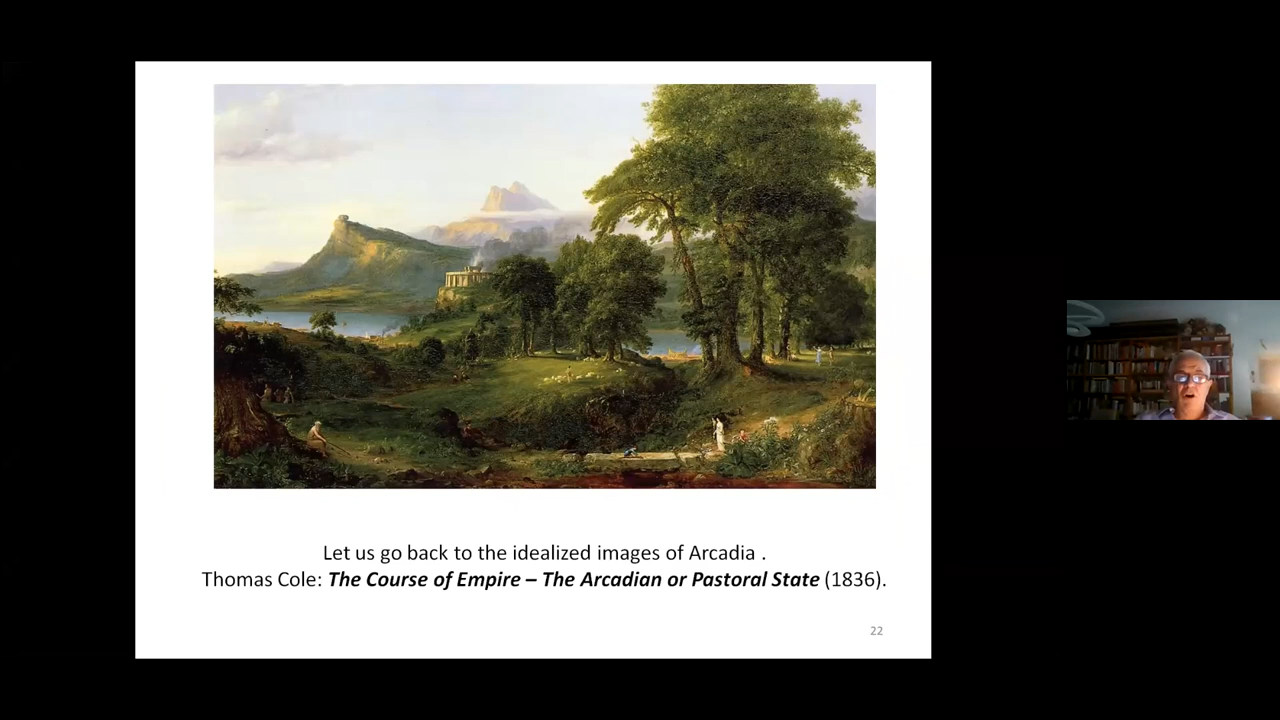 Let us go back to the idealized images of Arcadia .
Thomas Cole: The Course of Empire – The Arcadian or Pastoral State (1836).
22